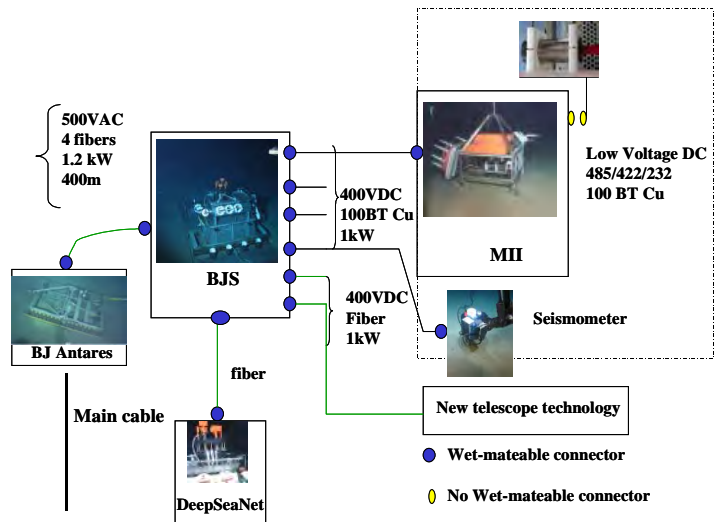 500VAC
4 fibers
1.2 kW
400m
BJS
400VDC
100BT Cu
1kW
400VDC
Fiber
1kW
MII
Low Voltage DC
485/422/232
100 BT Cu
Seismometer
BJ Antares
Main cable
fiber
DeepSeaNet
New telescope technology
Wet-mateable connector
No Wet-mateable connector